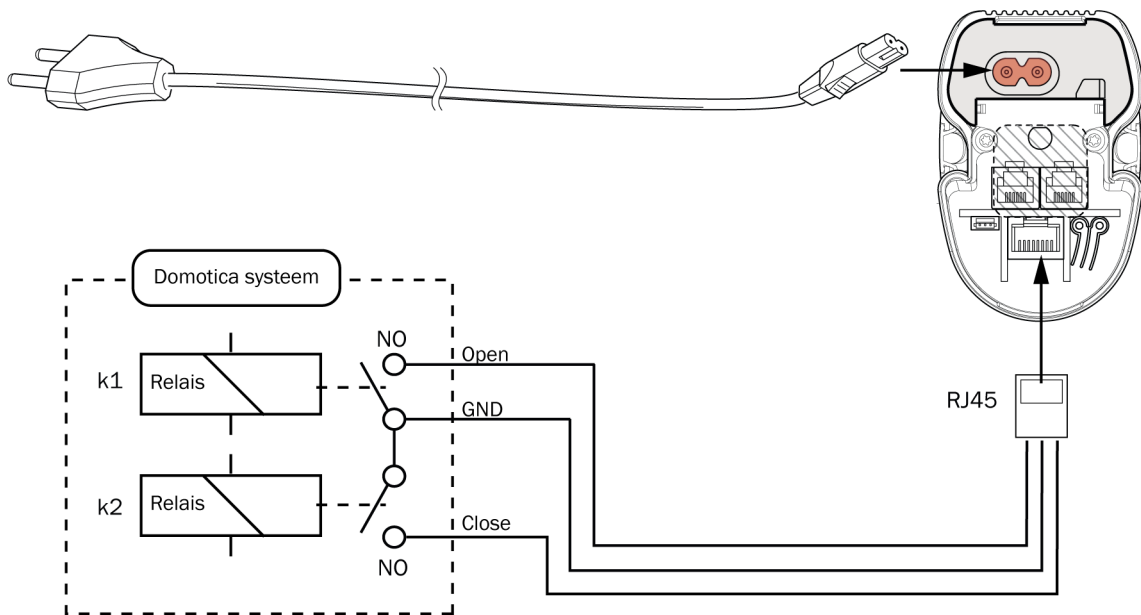 Domotica systeem
NO
Open
k1
Relais
GND
RJ45
k2
Relais
Close
NO